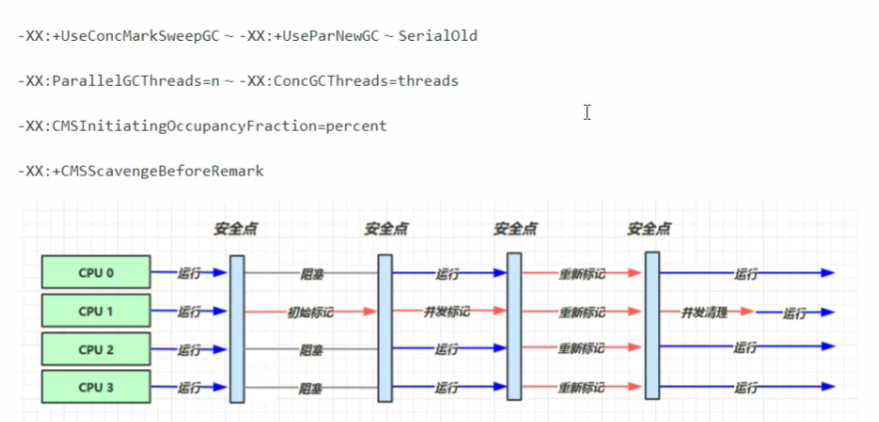 -XX:+UseConcMarkSweepGC ~ -XX:+UseParNewGC ~ SerialOld
-XX:ParallelGCThreads=n ~ -XX:ConcGCThreads=threads
-XX:CMSInitiatingOccupancyFraction=percent
-XX:+CMSScavengeBeforeRemark
安全点 安全点 安全点 安全点
CPU 0 运行 阻塞 运行 重新标记 运行
CPU 1 运行 初始标记 并发标记 重新标记 并发清理 运行
CPU 2 运行 阻塞 运行 重新标记 运行
CPU 3 运行 阻塞 运行 重新标记 运行